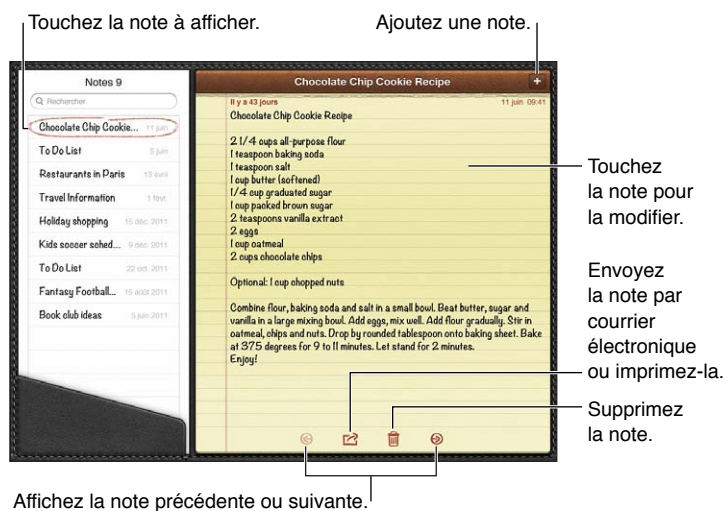 Touchez la note à afficher.
Ajoutez une note.
Notes 9
Rechercher
Chocolate Chip Cookie... 11 juin
To Do List 5 juin
Restaurants in Paris 13 avril
Travel Information 1 févr.
Holiday shopping 15 déc. 2011
Kids soccer sched... 9 déc. 2011
To Do List 22 oct. 2011
Fantasy Football... 15 août 2011
Book club ideas 5 juin 2011
Chocolate Chip Cookie Recipe
+
Il y a 43 jours 11 juin 09:41
Chocolate Chip Cookie Recipe
2 1/4 cups all-purpose flour
1 teaspoon baking soda
1 teaspoon salt
1 cup butter (softened)
1/4 cup graduated sugar
1 cup packed brown sugar
2 teaspoons vanilla extract
2 eggs
1 cup oatmeal
2 cups chocolate chips
Optional: 1 cup chopped nuts
Combine flour, baking soda and salt in a small bowl. Beat butter, sugar and
vanilla in a large mixing bowl. Add eggs, mix well. Add flour gradually. Stir in
oatmeal, chips and nuts. Drop by rounded tablespoon onto baking sheet. Bake
at 375 degrees for 9 to 11 minutes. Let stand for 2 minutes.
Enjoy!
Touchez
la note pour
la modifier.
Envoyez
la note par
courrier
électronique
ou imprimez-la.
Supprimez
la note.
Affichez la note précédente ou suivante.